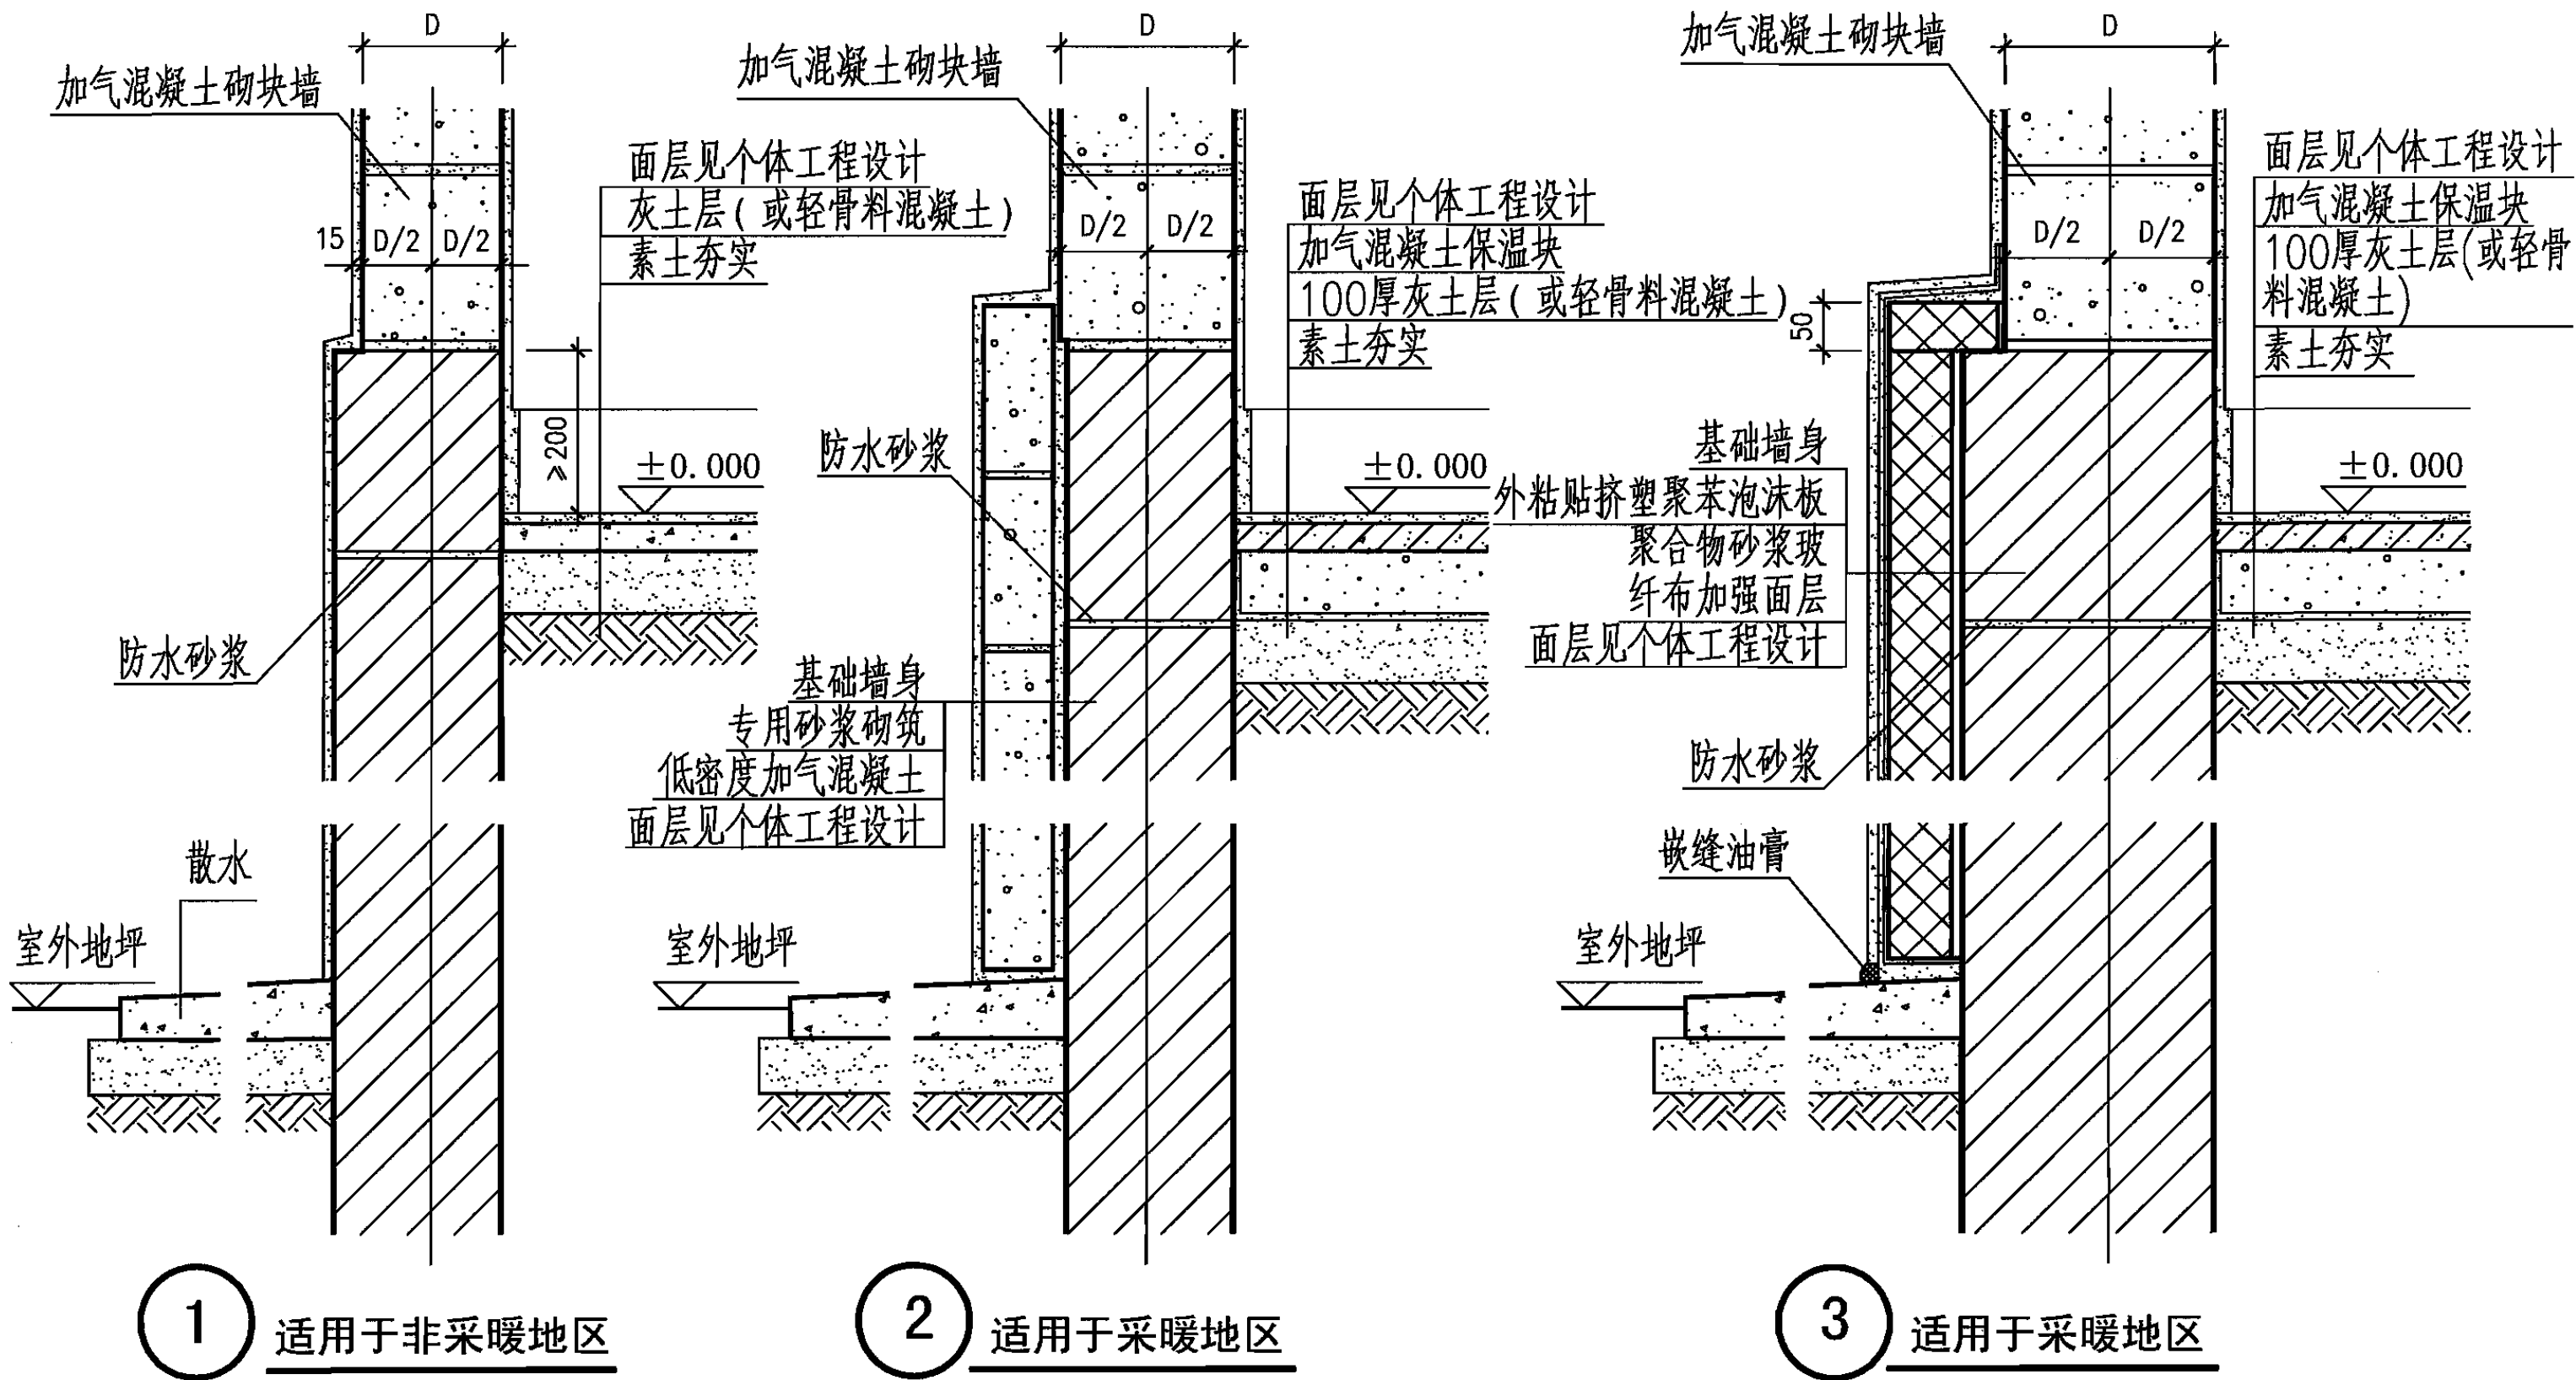 D
加气混凝土砌块墙
面层见个体工程设计
灰土层(或轻骨料混凝土)
素土夯实
15
D/2
D/2
≥200
±0.000
防水砂浆
散水
室外地坪
1
适用于非采暖地区
D
加气混凝土砌块墙
面层见个体工程设计
加气混凝土保温块
100厚灰土层(或轻骨料混凝土)
素土夯实
D/2
D/2
防水砂浆
±0.000
基础墙身
专用砂浆砌筑
低密度加气混凝土
面层见个体工程设计
室外地坪
2
适用于采暖地区
D
加气混凝土砌块墙
面层见个体工程设计
加气混凝土保温块
100厚灰土层(或轻骨
料混凝土)
素土夯实
D/2
D/2
50
基础墙身
外粘贴挤塑聚苯泡沫板
聚合物砂浆玻
纤布加强面层
面层见个体工程设计
±0.000
防水砂浆
嵌缝油膏
室外地坪
3
适用于采暖地区